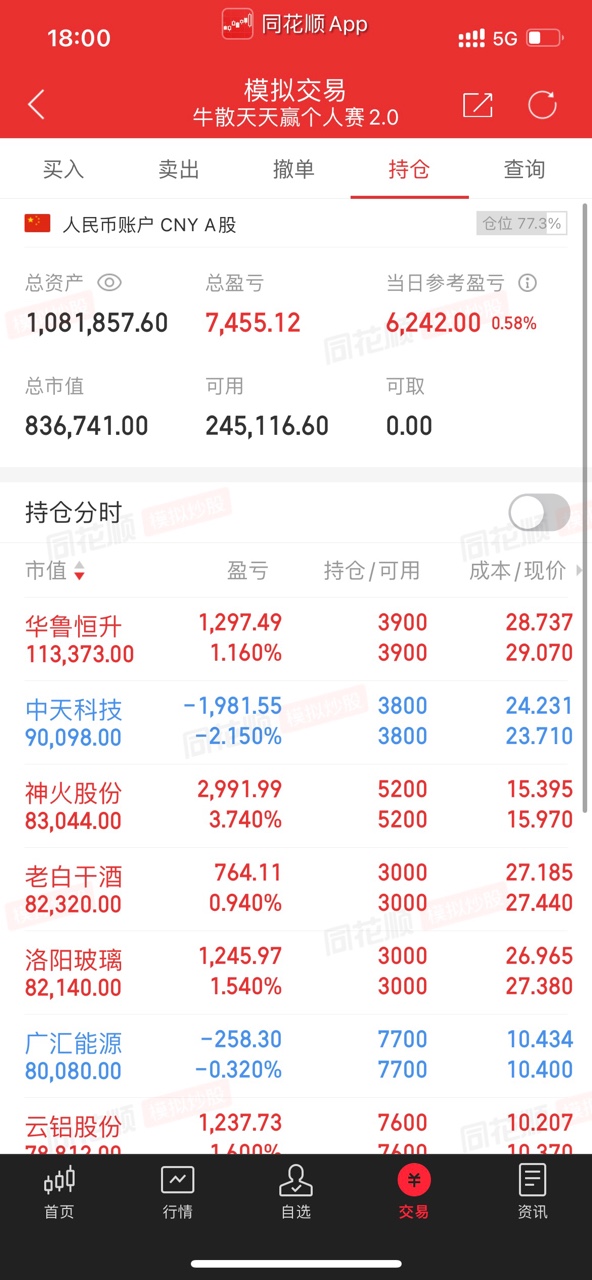 18:00
同花顺App
5G
模拟交易
牛散天天赢个人赛2.0
买入 卖出 撤单 持仓 查询
人民币账户 CNY A股 仓位 77.3%
总资产 总盈亏 当日参考盈亏
1,081,857.60 7,455.12 6,242.00 0.58%
总市值 可用 可取
836,741.00 245,116.60 0.00
持仓分时
市值 盈亏 持仓/可用 成本/现价
华鲁恒升 1,297.49 3900 28.737
113,373.00 1.160% 3900 29.070
中天科技 -1,981.55 3800 24.231
90,098.00 -2.150% 3800 23.710
神火股份 2,991.99 5200 15.395
83,044.00 3.740% 5200 15.970
老白干酒 764.11 3000 27.185
82,320.00 0.940% 3000 27.440
洛阳玻璃 1,245.97 3000 26.965
82,140.00 1.540% 3000 27.380
广汇能源 -258.30 7700 10.434
80,080.00 -0.320% 7700 10.400
云铝股份 1,237.73 7600 10.207
78,812.00 1.600% 7600 10.370
首页 行情 自选 交易 资讯